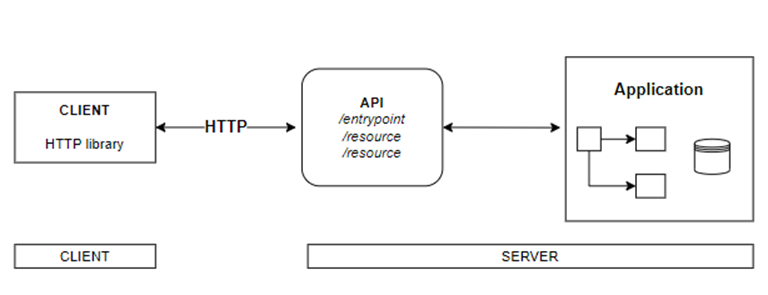 CLIENT
HTTP library
HTTP
API
/entrypoint
/resource
/resource
Application
CLIENT
SERVER